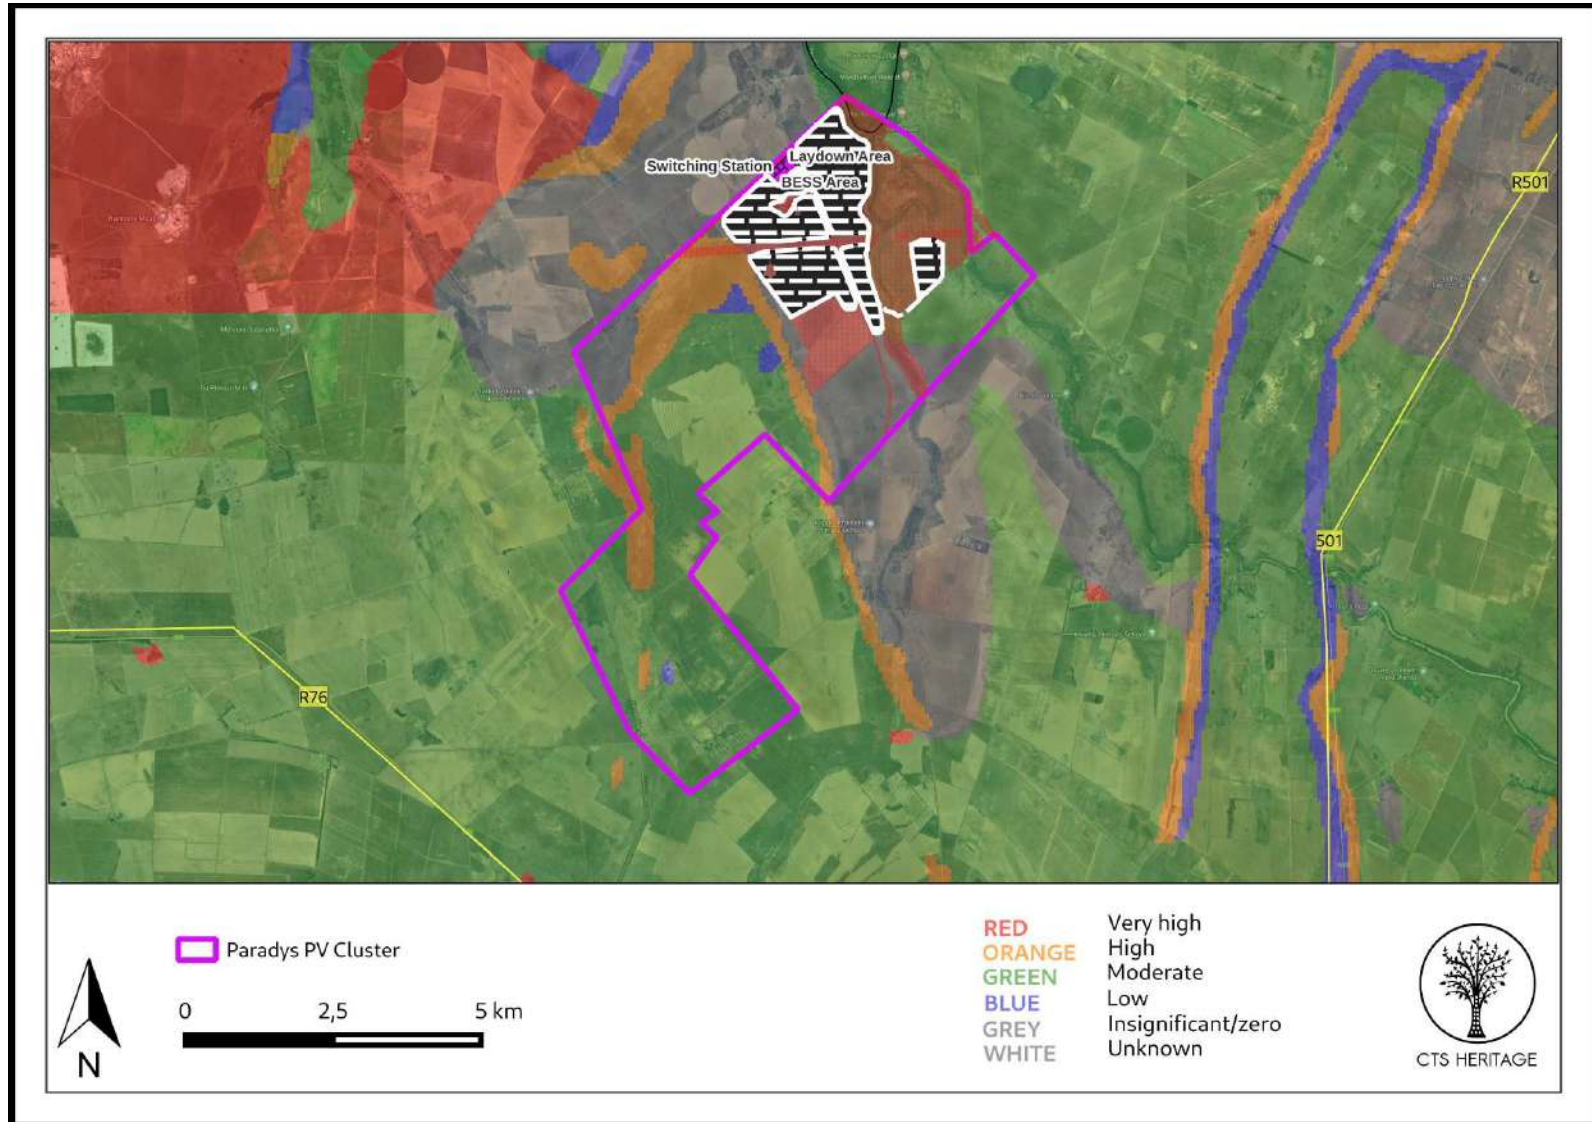 Laydown Area
Switching Station
BESS Area
R501
501
R76
Paradys PV Cluster
0 2,5 5 km
N
RED Very high
ORANGE High
GREEN Moderate
BLUE Low
GREY Insignificant/zero
WHITE Unknown
CTS HERITAGE